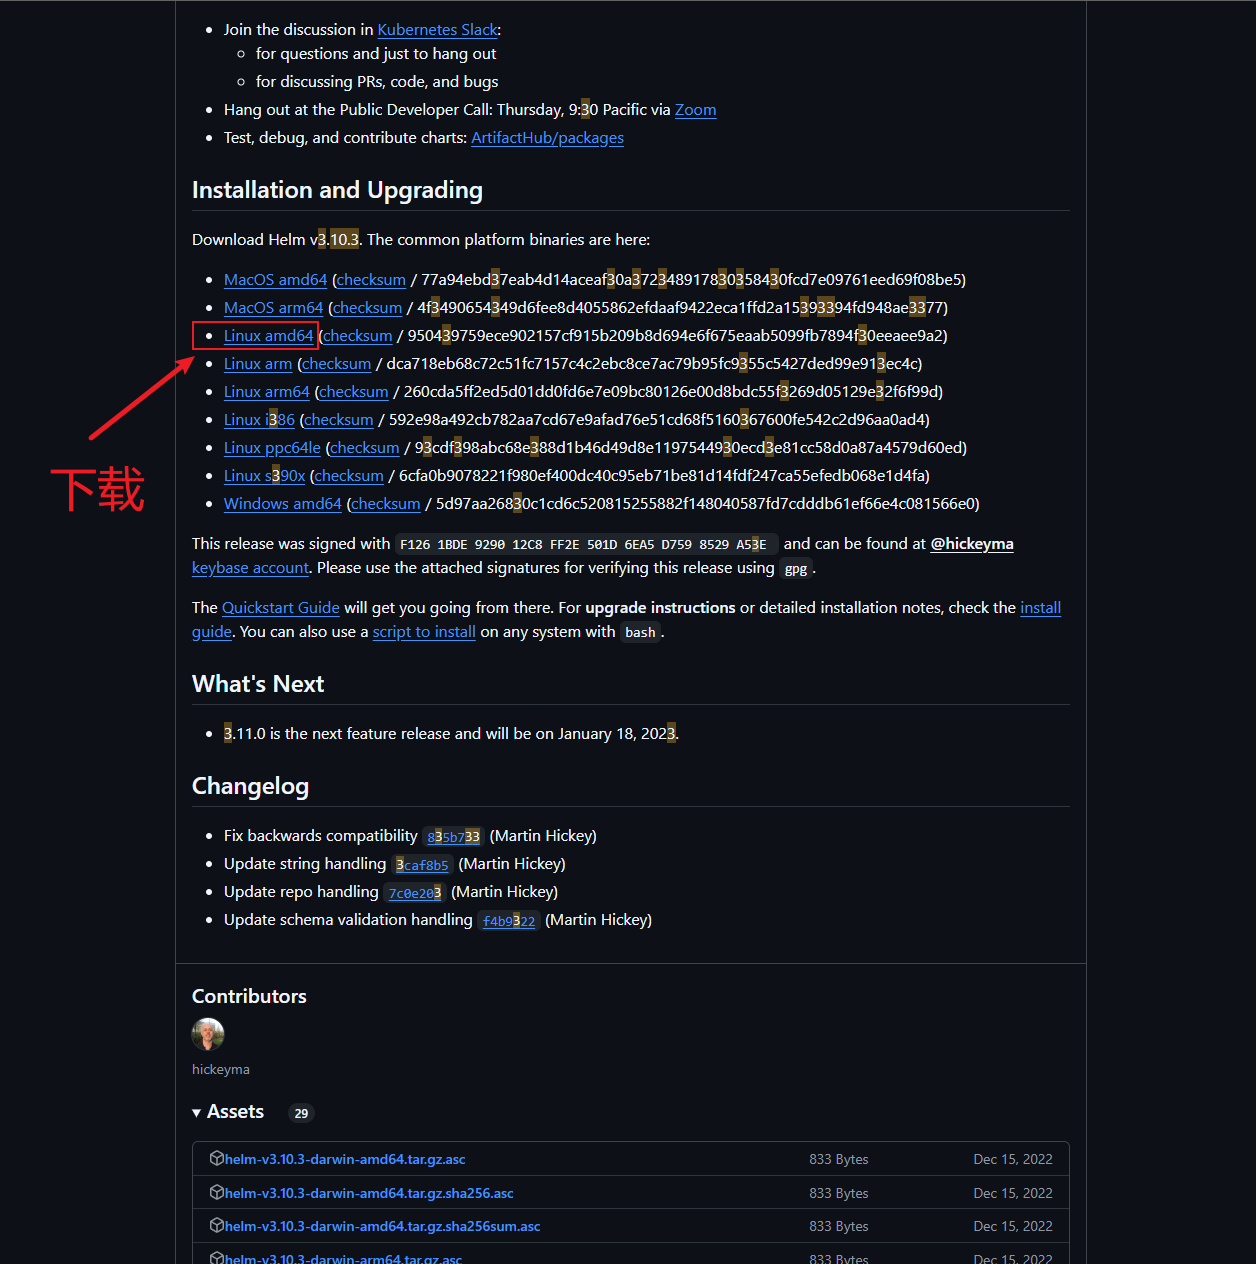 Join the discussion in Kubernetes Slack:
for questions and just to hang out
for discussing PRs, code, and bugs
Hang out at the Public Developer Call: Thursday, 9:30 Pacific via Zoom
Test, debug, and contribute charts: ArtifactHub/packages
Installation and Upgrading
Download Helm v3.10.3. The common platform binaries are here:
MacOS amd64 (checksum / 77a94ebd37eab4d14aceaf30a372348917830358430fcd7e09761eed69f08be5)
MacOS arm64 (checksum / 4f3490654349d6fee8d4055862efdaaf9422eca1ffd2a15393394fd948ae3377)
Linux amd64 (checksum / 950439759ece902157cf915b209b8d694e6f675eaab5099fb7894f30eeaee9a2)
Linux arm (checksum / dca718eb68c72c51fc7157c4c2ebc8ce7ac79b95fc9355c5427ded99e913ec4c)
Linux arm64 (checksum / 260cda5ff2ed5d01dd0fd6e7e09bc80126e00d8bdc55f3269d05129e32f6f99d)
Linux i386 (checksum / 592e98a492cb782aa7cd67e9afad76e51cd68f5160367600fe542c2d96aa0ad4)
Linux ppc64le (checksum / 93cdf398abc68e388d1b46d49d8e1197544930ecd3e81cc58d0a87a4579d60ed)
Linux s390x (checksum / 6cfa0b9078221f980ef400dc40c95eb71be81d14fdf247ca55efedb068e1d4fa)
Windows amd64 (checksum / 5d97aa26830c1cd6c520815255882f148040587fd7cdddb61ef66e4c081566e0)
下载
This release was signed with F126 1BDE 9290 12C8 FF2E 501D 6EA5 D759 8529 A53E and can be found at @hickeyma
keybase account. Please use the attached signatures for verifying this release using gpg.
The Quickstart Guide will get you going from there. For upgrade instructions or detailed installation notes, check the install
guide. You can also use a script to install on any system with bash.
What's Next
3.11.0 is the next feature release and will be on January 18, 2023.
Changelog
Fix backwards compatibility 835b733 (Martin Hickey)
Update string handling 3caf8b5 (Martin Hickey)
Update repo handling 7c0e203 (Martin Hickey)
Update schema validation handling f4b9322 (Martin Hickey)
Contributors
hickeyma
Assets 29
helm-v3.10.3-darwin-amd64.tar.gz.asc 833 Bytes Dec 15, 2022
helm-v3.10.3-darwin-amd64.tar.gz.sha256.asc 833 Bytes Dec 15, 2022
helm-v3.10.3-darwin-amd64.tar.gz.sha256sum.asc 833 Bytes Dec 15, 2022
helm-v3.10.3-darwin-arm64.tar.gz.asc 833 Bytes Dec 15, 2022